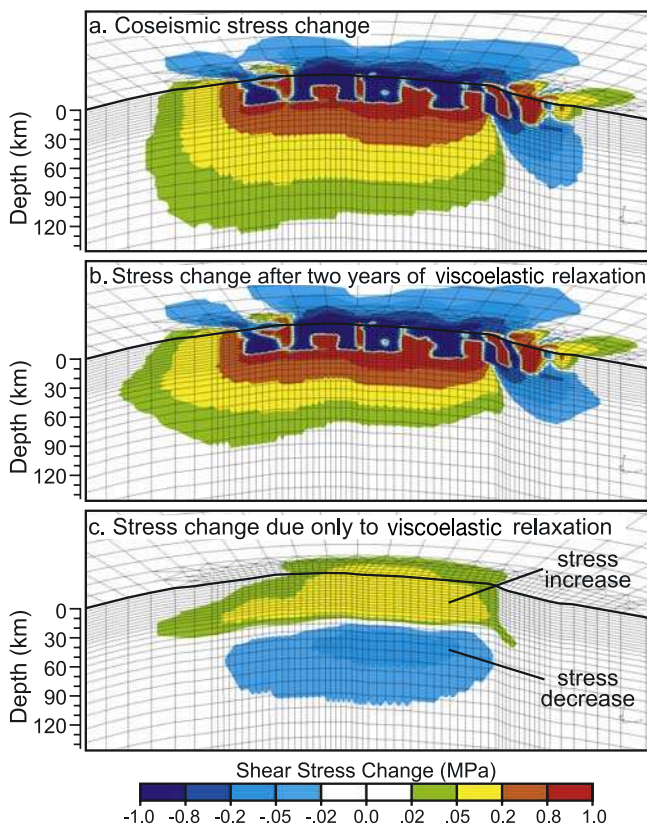 a. Coseismic stress change
0
30
60
90
120
Depth (km)
b. Stress change after two years of viscoelastic relaxation
0
30
60
90
120
Depth (km)
c. Stress change due only to viscoelastic relaxation
stress
increase
0
30
60
90
120
Depth (km)
stress
decrease
Shear Stress Change (MPa)
-1.0 -0.8 -0.2 -.05 -.02 0.0 .02 .05 0.2 0.8 1.0